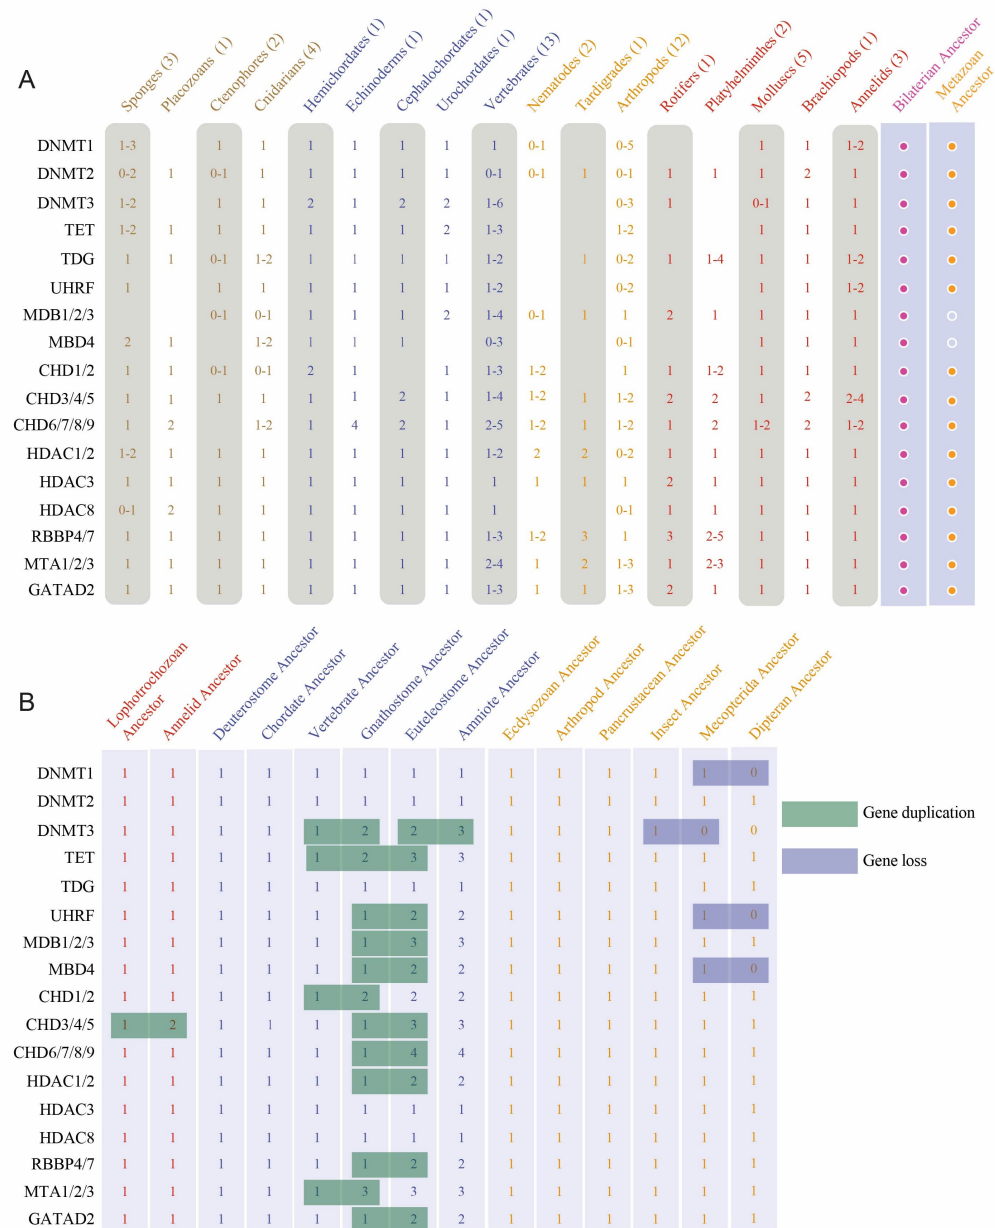 A
Sponges (3) Placozoans (1) Ctenophores (2) Cnidarians (4) Hemichordates (1) Echinoderms (1) Cephalochordates (1) Urochordates (1) Vertebrates (13) Nemtodes (2) Tardigrades (1) Arthropods (12) Rotifers (1) Platyhelminthes (2) Molluscs (5) Brachiopods (1) Annelids (3) Bilaterian Ancestor Metazoan Ancestor
DNMT1 1-3 1 1 1 1 1 1 1 0-1 0-5 1 1 1-2
DNMT2 0-2 1 0-1 1 1 1 1 1 0-1 0-1 1 0-1 1 1 1 2 1
DNMT3 1-2 1 1 2 1 2 2 1-6 0-3 1 0-1 1 1
TET 1-2 1 1 1 1 1 1 2 1-3 1-2 1 1 1
TDG 1 1 0-1 1-2 1 1 1 1 1-2 1 0-2 1 1-4 1 1 1-2
UHRF 1 1 1 1 1 1 1 1-2 0-2 1 1 1-2
MDB1/2/3 0-1 0-1 1 1 1 2 1-4 0-1 1 1 2 1 1 1 1
MBD4 2 1 1-2 1 1 1 0-3 0-1 1 1 1
CHD1/2 1 1 0-1 0-1 2 1 1 1-3 1-2 1 1 1-2 1 1 1
CHD3/4/5 1 1 1 1 1 1 2 1 1-4 1-2 1 1-2 2 2 1 2 2-4
CHD6/7/8/9 1 2 1-2 1 4 2 1 2-5 1-2 1 1-2 1 2 1-2 2 1-2
HDAC1/2 1-2 1 1 1 1 1 1 1 1-2 2 2 0-2 1 1 1 1 1
HDAC3 1 1 1 1 1 1 1 1 1 1 1 1 2 1 1 1 1
HDAC8 0-1 2 1 1 1 1 1 1 1 0-1 1 1 1 1 1
RBBP4/7 1 1 1 1 1 1 1 1 1-3 1-2 3 1 3 2-5 1 1 1
MTA1/2/3 1 1 1 1 1 1 1 1 2-4 1 2 1-3 1 2-3 1 1 1
GATAD2 1 1 1 1 1 1 1 1 1-3 1 1 1-3 2 1 1 1 1
B
Lophotrochozoan Ancestor Annelid Ancestor Deuterostome Ancestor Chordate Ancestor Vertebrate Ancestor Gnathostome Ancestor Euteleostome Ancestor Amniote Ancestor Ecdysozoan Ancestor Arthropod Ancestor Pancrustacean Ancestor Insect Ancestor Mecopterida Ancestor Dipteran Ancestor
DNMT1 1 1 1 1 1 1 1 1 1 1 1 1 1 0
DNMT2 1 1 1 1 1 1 1 1 1 1 1 1 1 1
DNMT3 1 1 1 1 1 2 2 3 1 1 1 1 0 0
TET 1 1 1 1 1 2 3 3 1 1 1 1 1 1
TDG 1 1 1 1 1 1 1 1 1 1 1 1 1 1
UHRF 1 1 1 1 1 1 2 2 1 1 1 1 1 0
MDB1/2/3 1 1 1 1 1 1 3 3 1 1 1 1 1 1
MBD4 1 1 1 1 1 1 2 2 1 1 1 1 1 0
CHD1/2 1 1 1 1 1 2 2 2 1 1 1 1 1 1
CHD3/4/5 1 2 1 1 1 1 3 3 1 1 1 1 1 1
CHD6/7/8/9 1 1 1 1 1 1 4 4 1 1 1 1 1 1
HDAC1/2 1 1 1 1 1 1 2 2 1 1 1 1 1 1
HDAC3 1 1 1 1 1 1 1 1 1 1 1 1 1 1
HDAC8 1 1 1 1 1 1 1 1 1 1 1 1 1 1
RBBP4/7 1 1 1 1 1 1 2 2 1 1 1 1 1 1
MTA1/2/3 1 1 1 1 1 3 3 3 1 1 1 1 1 1
GATAD2 1 1 1 1 1 1 2 2 1 1 1 1 1 1
Gene duplication
Gene loss